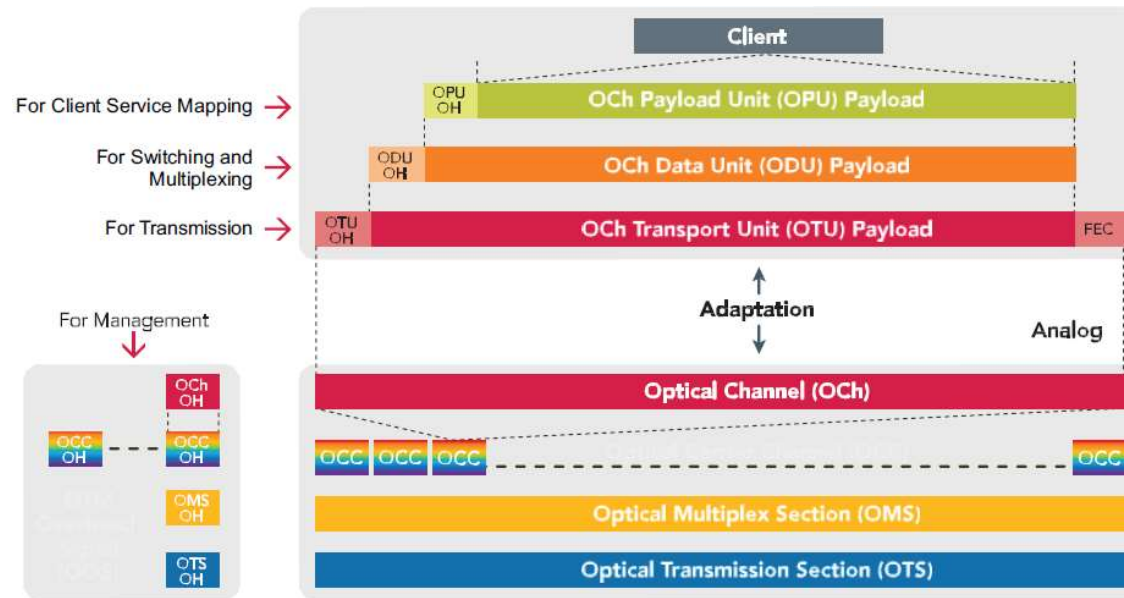 Client
For Client Service Mapping
OPU
OH
OCh Payload Unit (OPU) Payload
For Switching and
Multiplexing
ODU
OH
OCh Data Unit (ODU) Payload
For Transmission
OTU
OH
OCh Transport Unit (OTU) Payload
FEC
Adaptation
Analog
For Management
OCh
OH
Optical Channel (OCh)
OCC
OH
OCC
OH
OCC
OCC
OCC
OCC
OMS
OH
Optical Multiplex Section (OMS)
OTS
OH
Optical Transmission Section (OTS)